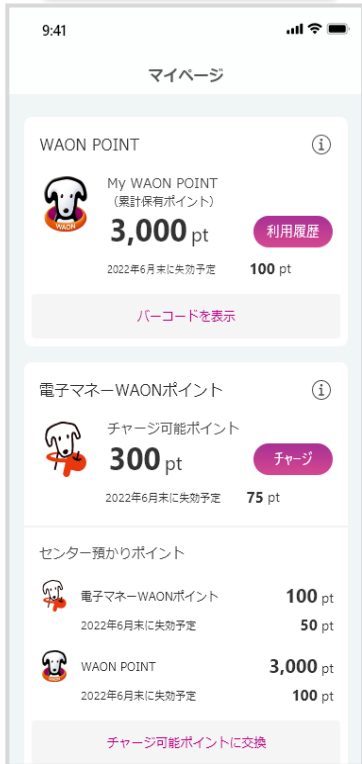 9:41
マイページ
WAON POINT
My WAON POINT
（累計保有ポイント）
3,000 pt
利用履歴
2022年6月末に失効予定 100 pt
WAON
バーコードを表示
電子マネーWAONポイント
チャージ可能ポイント
300 pt
チャージ
2022年6月末に失効予定 75 pt
センター預かりポイント
電子マネーWAONポイント 100 pt
2022年6月末に失効予定 50 pt
WAON POINT 3,000 pt
2022年6月末に失効予定 100 pt
チャージ可能ポイントに交換